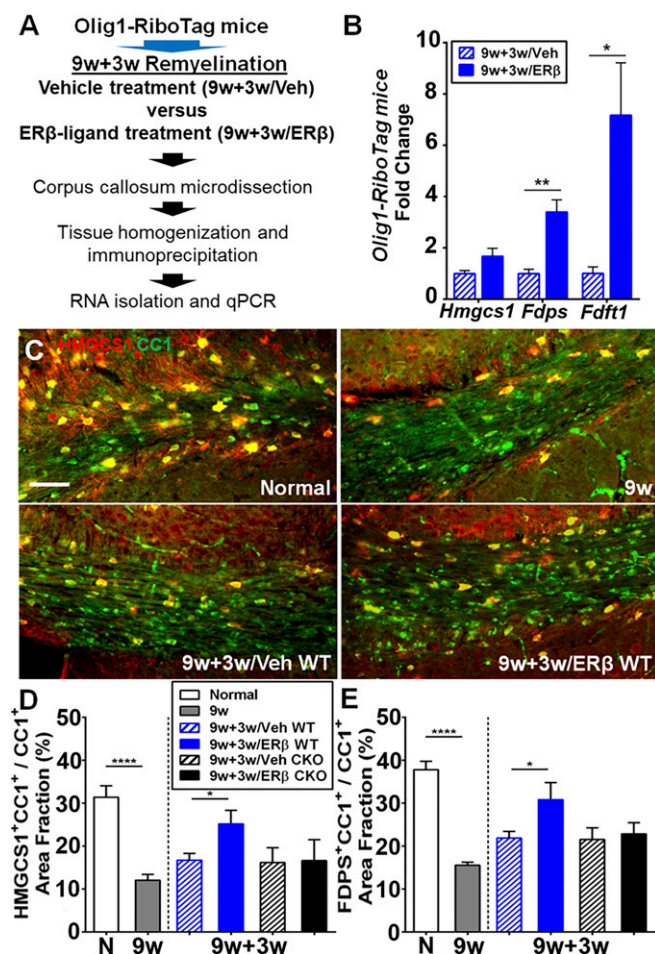 A
Olig1-RiboTag mice
9w+3w Remyelination
Vehicle treatment (9w+3w/Veh)
versus
ERβ-ligand treatment (9w+3w/ERβ)
Corpus callosum microdissection
Tissue homogenization and
immunoprecipitation
RNA isolation and qPCR
B
Olig1-RiboTag mice
Fold Change
10
8
6
4
2
0
9w+3w/Veh
9w+3w/ERβ
**
*
Hmgcs1 Fdps Fdft1
C
HMGCS1 CC1
Normal
9w
9w+3w/Veh WT
9w+3w/ERβ WT
D
HMGCS1⁺CC1⁺ / CC1⁺
Area Fraction (%)
50
40
30
20
10
0
****
*
N 9w 9w+3w
Normal
9w
9w+3w/Veh WT
9w+3w/ERβ WT
9w+3w/Veh CKO
9w+3w/ERβ CKO
E
FDPS⁺CC1⁺ / CC1⁺
Area Fraction (%)
50
40
30
20
10
0
****
*
N 9w 9w+3w